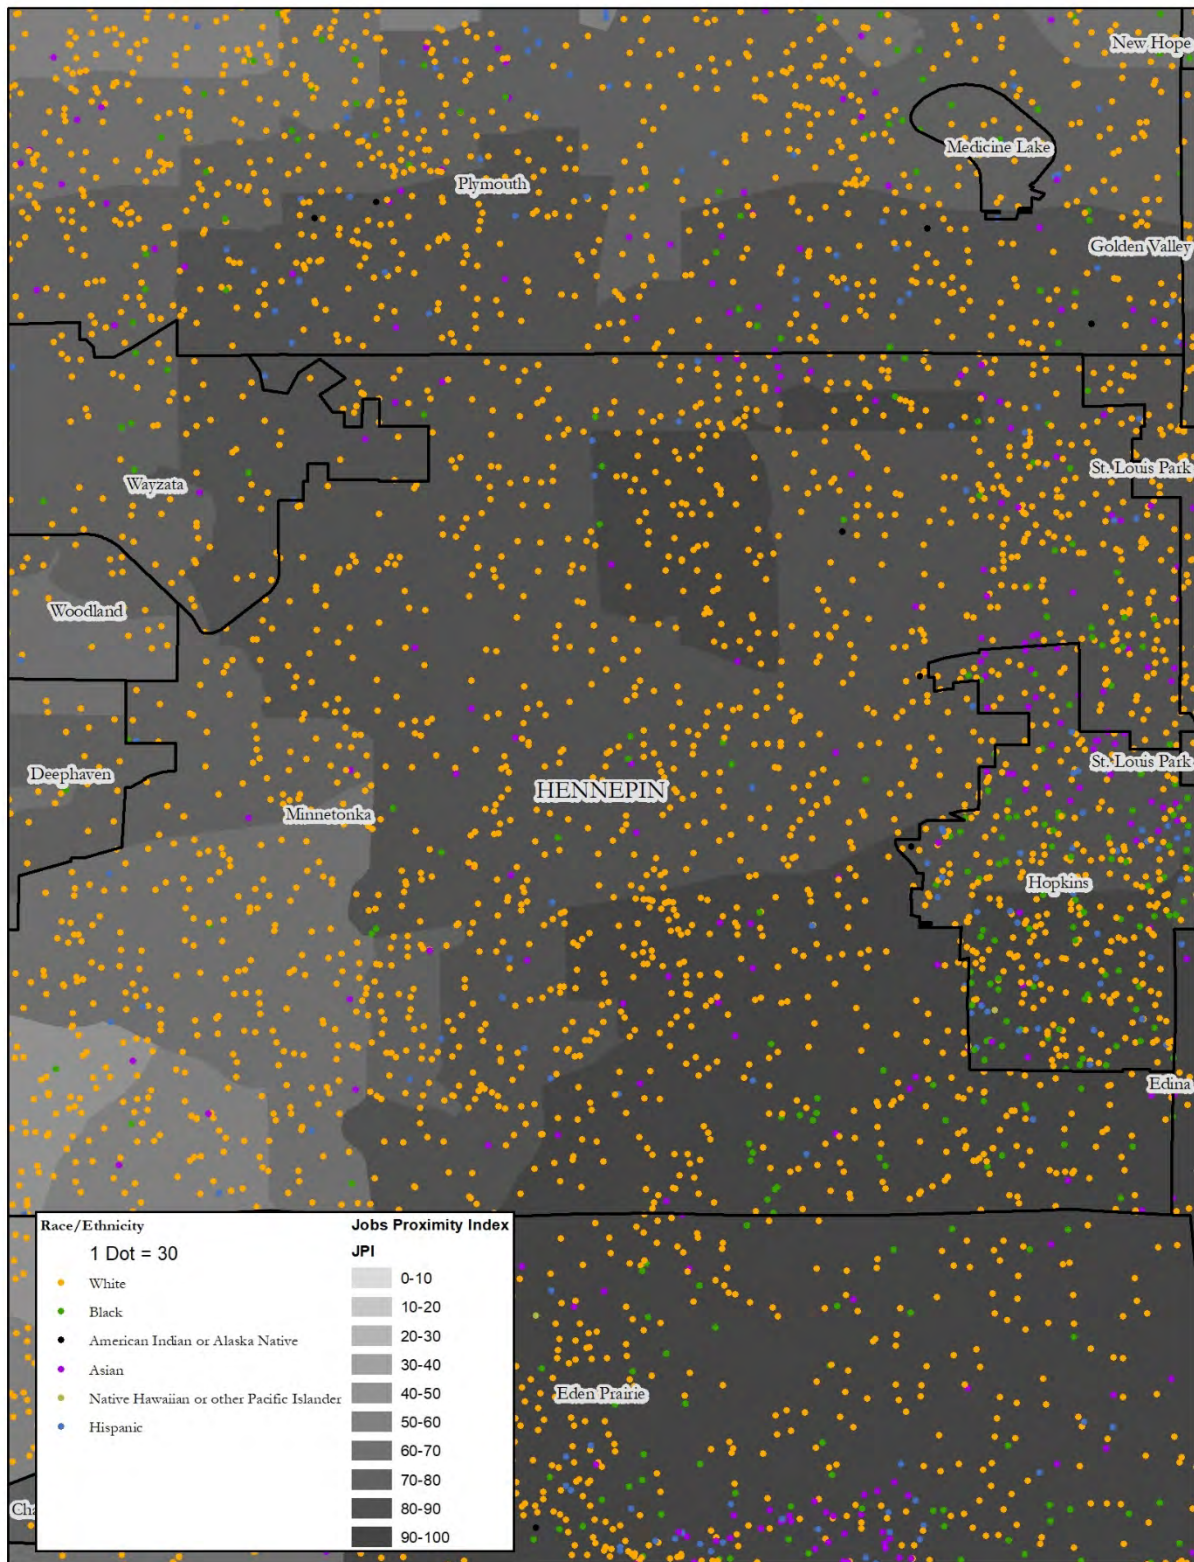 New Hope
Medicine Lake
Plymouth
Golden Valley
St. Louis Park
Wayzata
Woodland
St. Louis Park
Deephaven
HENNEPIN
Minnetonka
Hopkins
Edina
Eden Prairie
Cha
Race/Ethnicity
1 Dot = 30
White
Black
American Indian or Alaska Native
Asian
Native Hawaiian or other Pacific Islander
Hispanic
Jobs Proximity Index
JPI
0-10
10-20
20-30
30-40
40-50
50-60
60-70
70-80
80-90
90-100